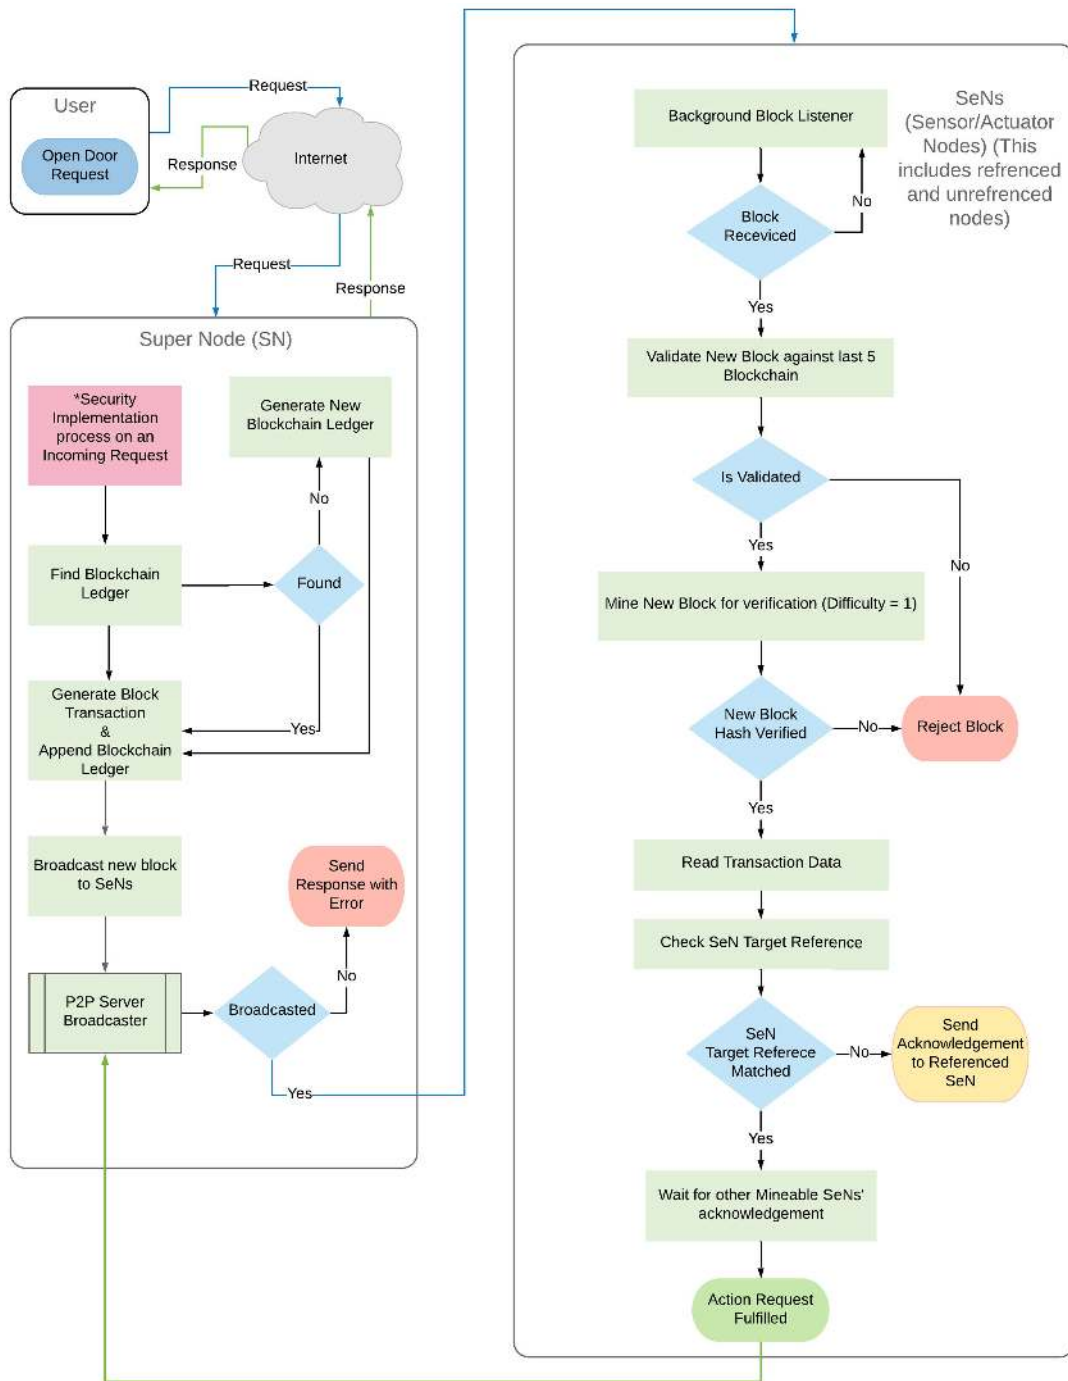 User
Open Door
Request
Request
Response
Internet
Request
Response
Super Node (SN)
*Security
Implementation
process on an
Incoming Request
Generate New
Blockchain Ledger
No
Find Blockchain
Ledger
Found
Generate Block
Transaction
&
Append Blockchain
Ledger
Yes
Broadcast new block
to SeNs
Send
Response with
Error
No
P2P Server
Broadcaster
Broadcasted
Yes
SeNs
(Sensor/Actuator
Nodes) (This
includes refrenced
and unrefrenced
nodes)
Background Block Listener
Block
Receviced
No
Yes
Validate New Block against last 5
Blockchain
Is Validated
Yes
No
Mine New Block for verification (Difficulty = 1)
New Block
Hash Verified
No
Reject Block
Yes
Read Transaction Data
Check SeN Target Reference
SeN
Target Referece
Matched
No
Send
Acknowledgement
to Referenced
SeN
Yes
Wait for other Mineable SeNs'
acknowledgement
Action Request
Fulfilled